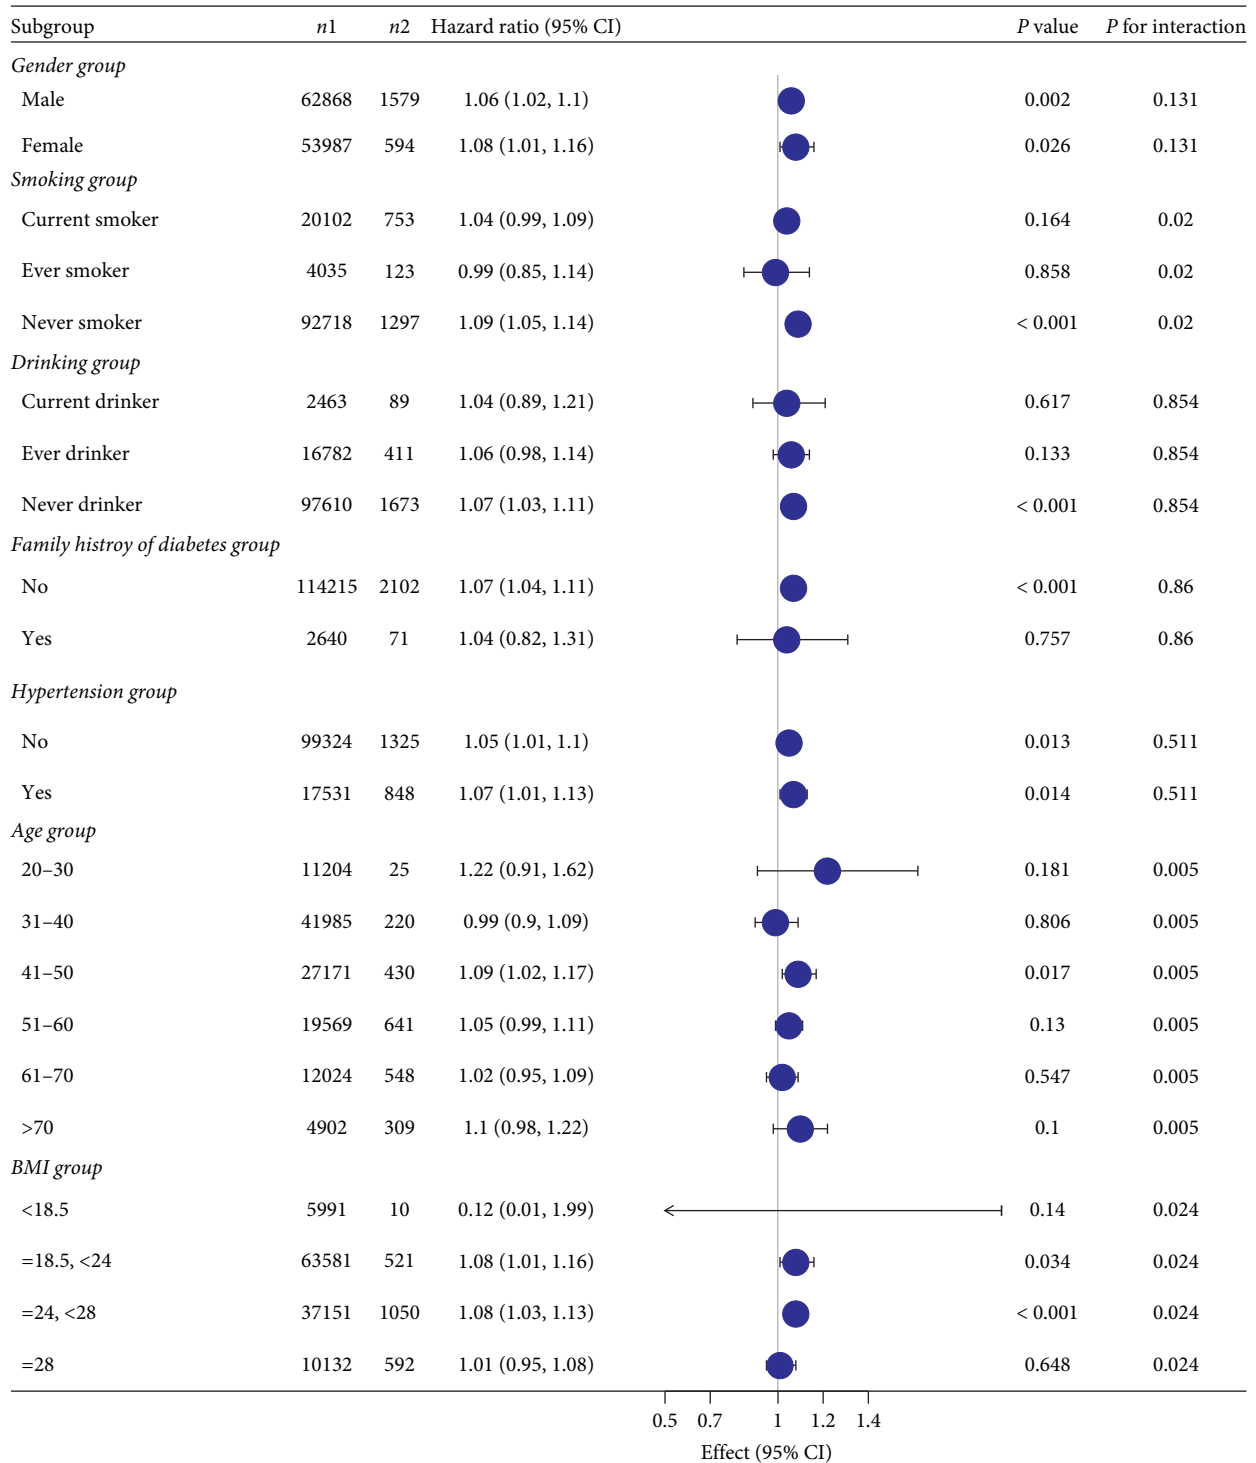 Subgroup n1 n2 Hazard ratio (95% CI) P value P for interaction
Gender group
Male 62868 1579 1.06 (1.02, 1.1) 0.002 0.131
Female 53987 594 1.08 (1.01, 1.16) 0.026 0.131
Smoking group
Current smoker 20102 753 1.04 (0.99, 1.09) 0.164 0.02
Ever smoker 4035 123 0.99 (0.85, 1.14) 0.858 0.02
Never smoker 92718 1297 1.09 (1.05, 1.14) < 0.001 0.02
Drinking group
Current drinker 2463 89 1.04 (0.89, 1.21) 0.617 0.854
Ever drinker 16782 411 1.06 (0.98, 1.14) 0.133 0.854
Never drinker 97610 1673 1.07 (1.03, 1.11) < 0.001 0.854
Family histroy of diabetes group
No 114215 2102 1.07 (1.04, 1.11) < 0.001 0.86
Yes 2640 71 1.04 (0.82, 1.31) 0.757 0.86
Hypertension group
No 99324 1325 1.05 (1.01, 1.1) 0.013 0.511
Yes 17531 848 1.07 (1.01, 1.13) 0.014 0.511
Age group
20–30 11204 25 1.22 (0.91, 1.62) 0.181 0.005
31–40 41985 220 0.99 (0.9, 1.09) 0.806 0.005
41–50 27171 430 1.09 (1.02, 1.17) 0.017 0.005
51–60 19569 641 1.05 (0.99, 1.11) 0.13 0.005
61–70 12024 548 1.02 (0.95, 1.09) 0.547 0.005
>70 4902 309 1.1 (0.98, 1.22) 0.1 0.005
BMI group
<18.5 5991 10 0.12 (0.01, 1.99) 0.14 0.024
=18.5, <24 63581 521 1.08 (1.01, 1.16) 0.034 0.024
=24, <28 37151 1050 1.08 (1.03, 1.13) < 0.001 0.024
=28 10132 592 1.01 (0.95, 1.08) 0.648 0.024
0.5 0.7 1 1.2 1.4
Effect (95% CI)